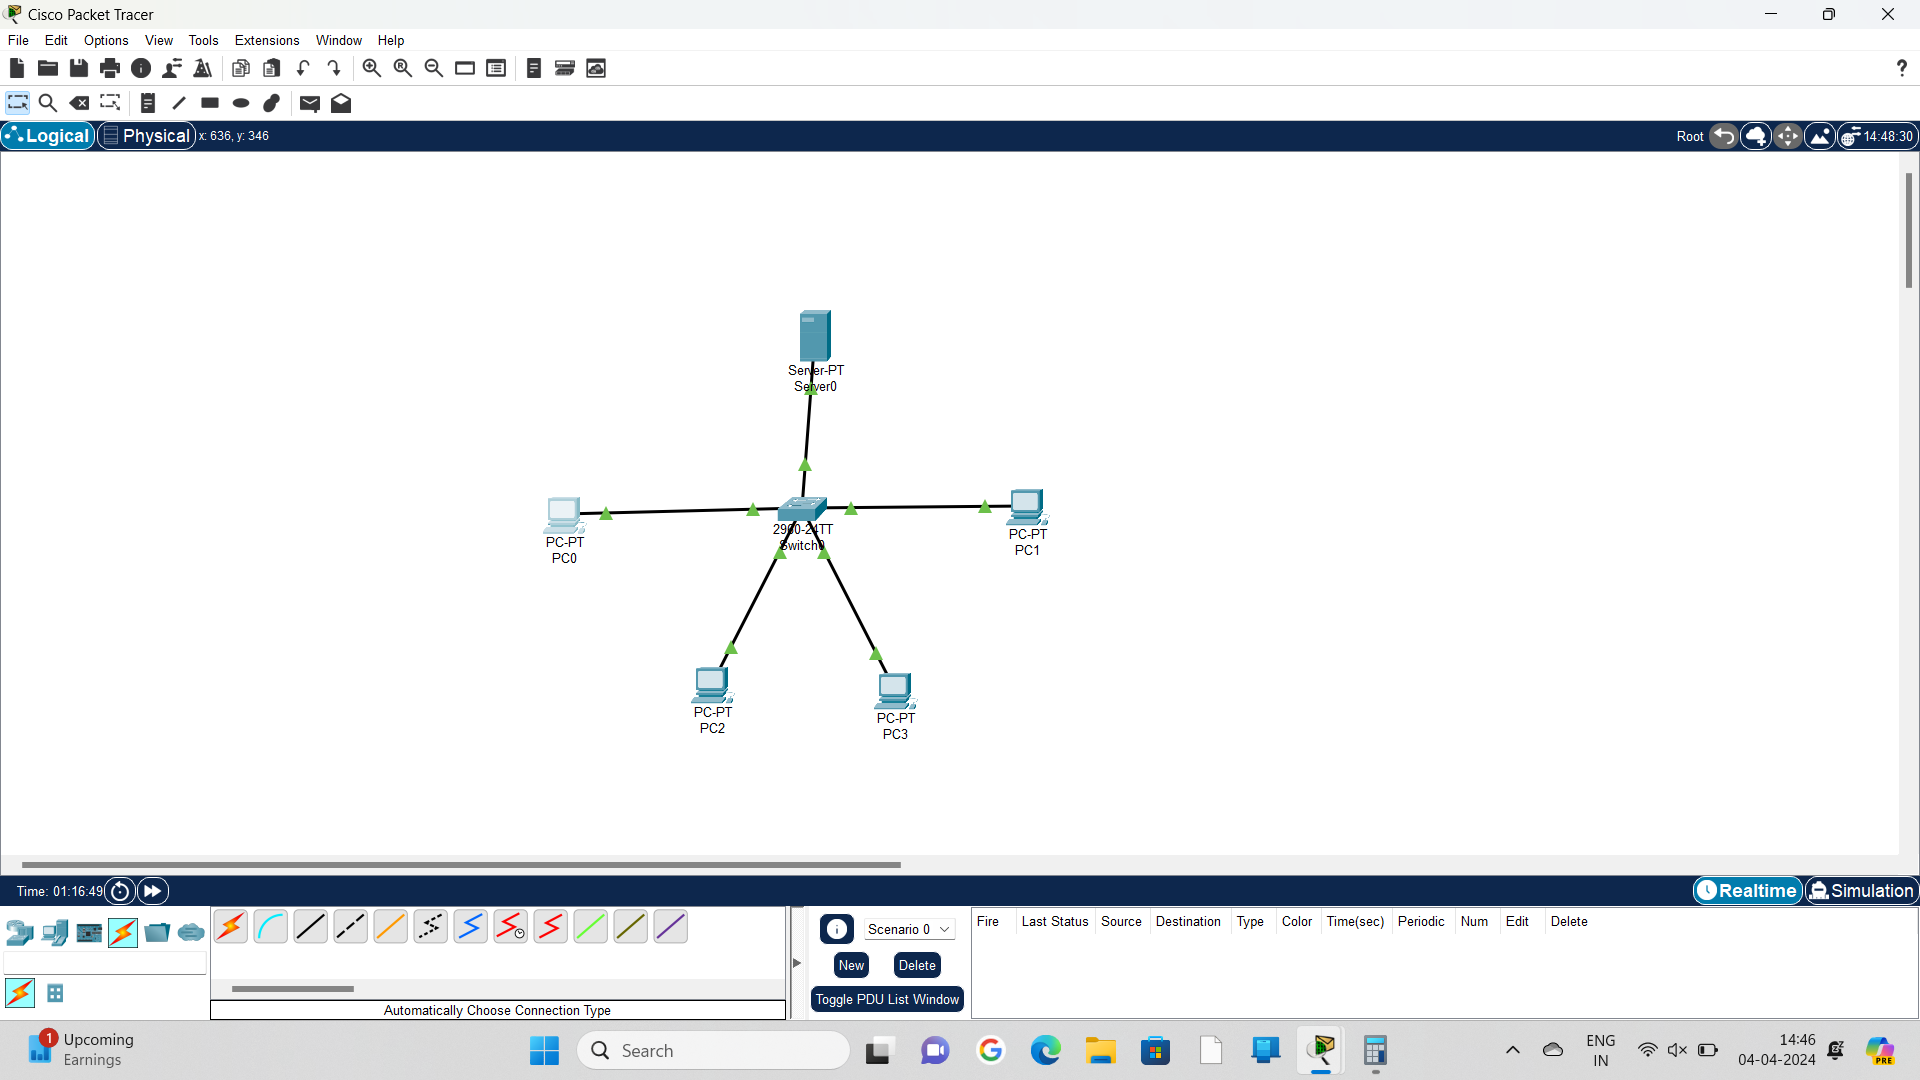 Cisco Packet Tracer
File Edit Options View Tools Extensions Window Help
Logical Physical x: 636, y: 346 Root 14:48:30
Server-PT
Server0
PC-PT
PC0
2960-24TT
Switch0
PC-PT
PC1
PC-PT
PC2
PC-PT
PC3
Time: 01:16:49 Realtime Simulation
Scenario 0
New Delete
Toggle PDU List Window
Fire Last Status Source Destination Type Color Time(sec) Periodic Num Edit Delete
Automatically Choose Connection Type
1
Upcoming
Earnings
Search
PRE
ENG
IN
14:46
04-04-2024